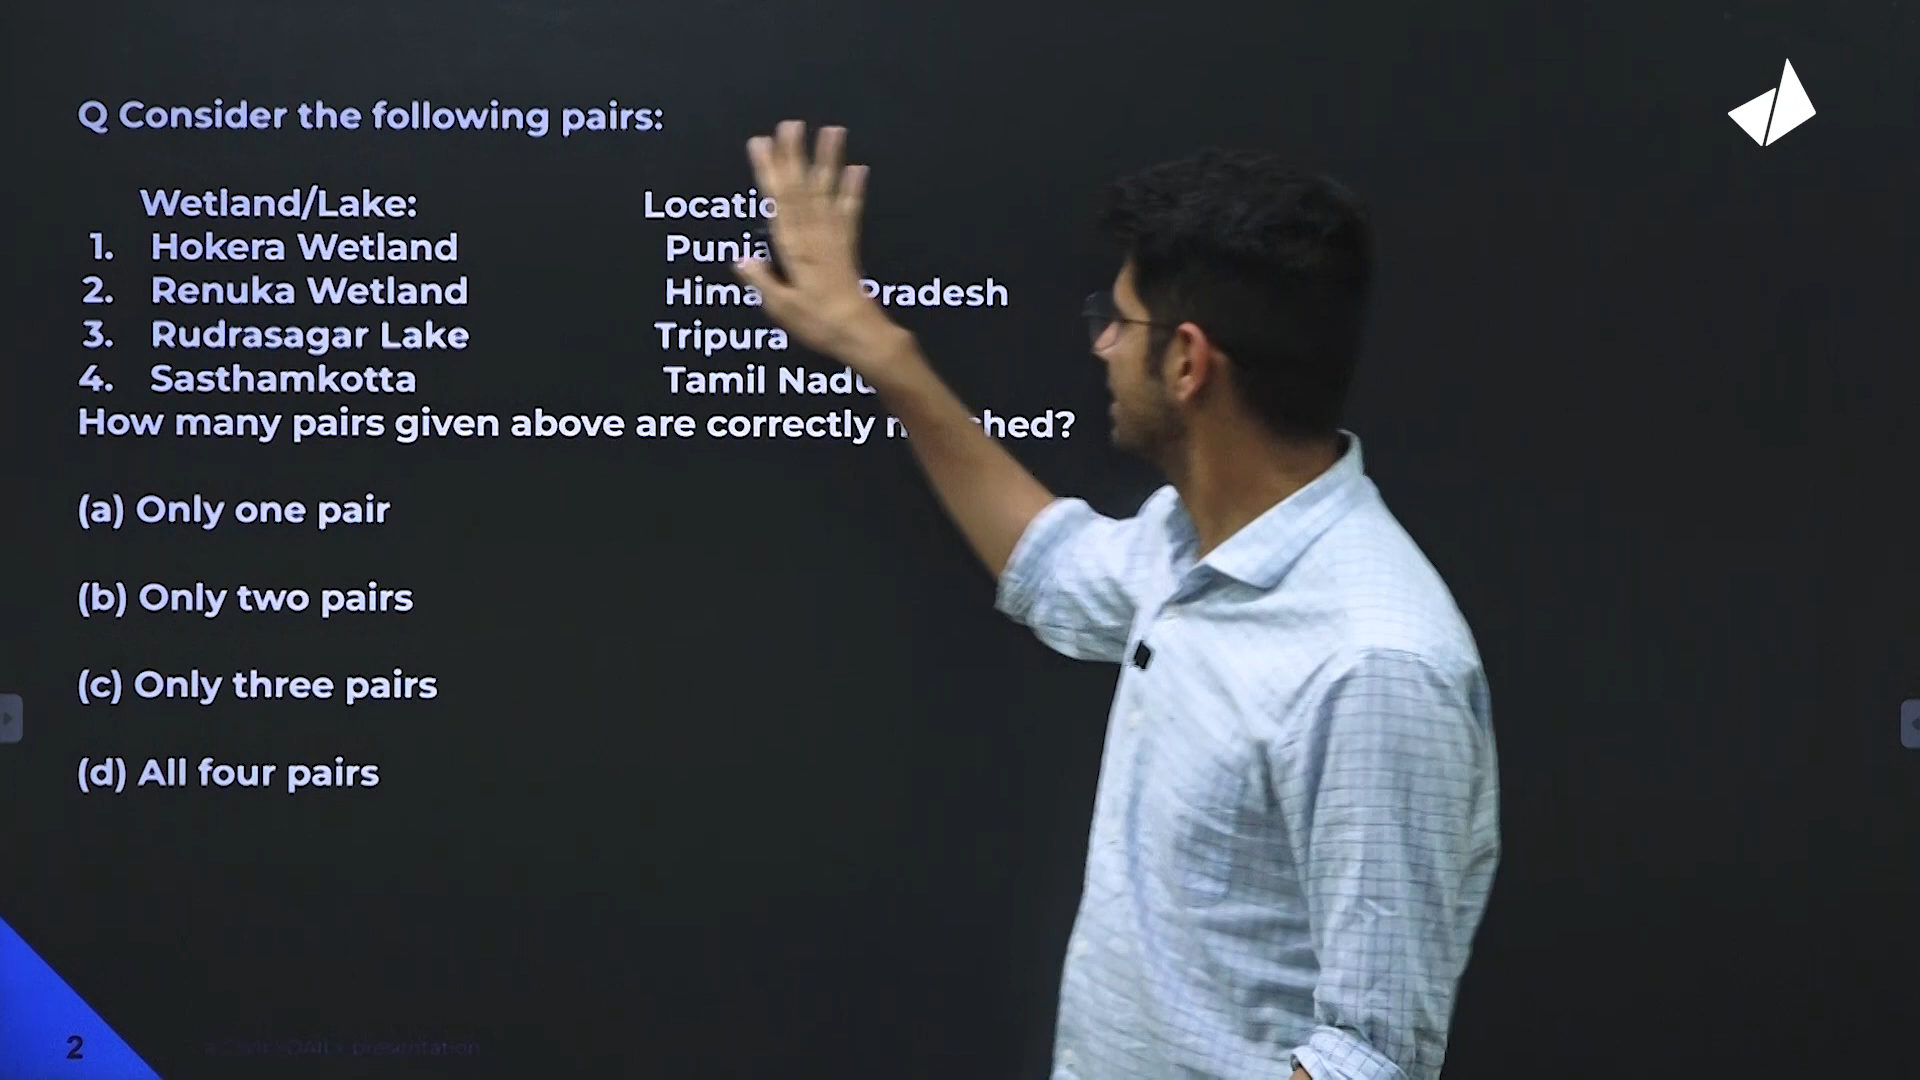 Q Consider the following pairs:
Wetland/Lake: Locatio
1. Hokera Wetland Punja
2. Renuka Wetland Hima Pradesh
3. Rudrasagar Lake Tripura
4. Sasthamkotta Tamil Nadu
How many pairs given above are correctly hed?
(a) Only one pair
(b) Only two pairs
(c) Only three pairs
(d) All four pairs
2 presentation